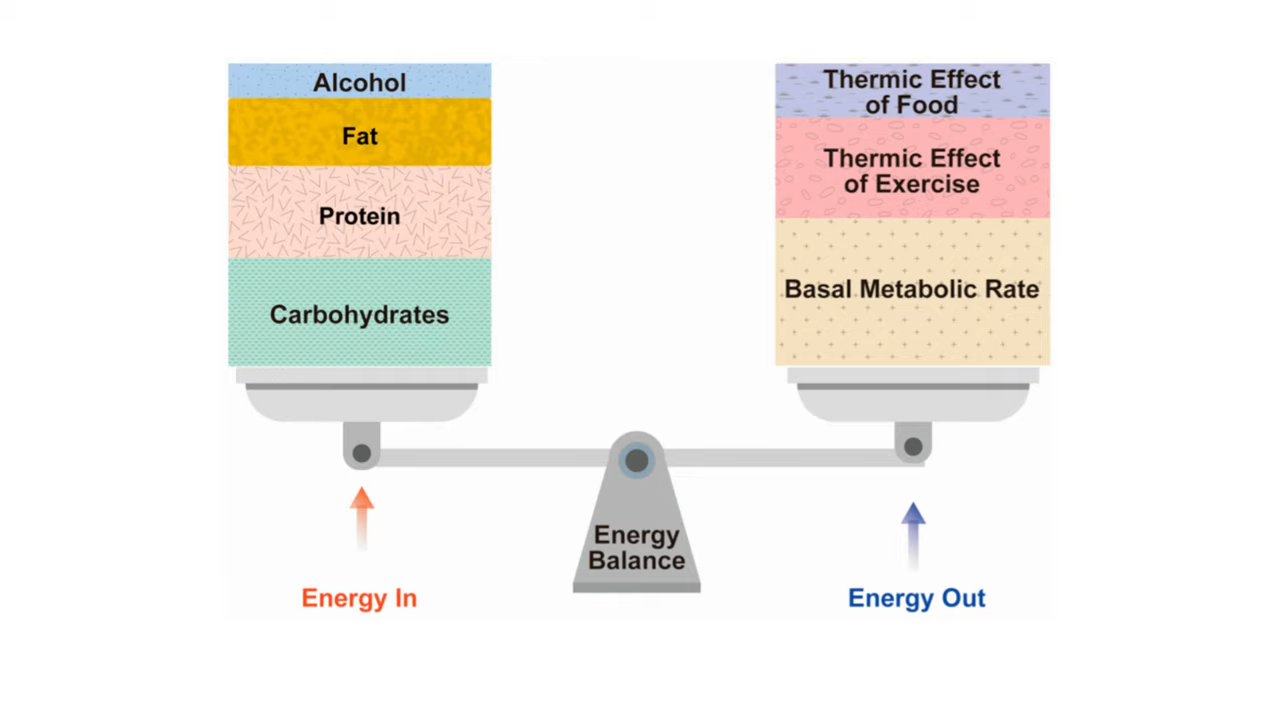 Alcohol
Fat
Protein
Carbohydrates
Thermic Effect
of Food
Thermic Effect
of Exercise
Basal Metabolic Rate
Energy
Balance
Energy In
Energy Out